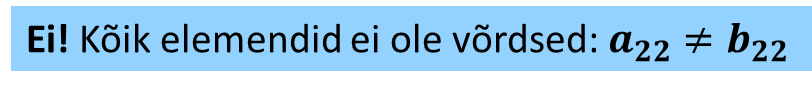 Ei! Kõik elemendid ei ole võrdsed: a₂₂ ≠ b₂₂